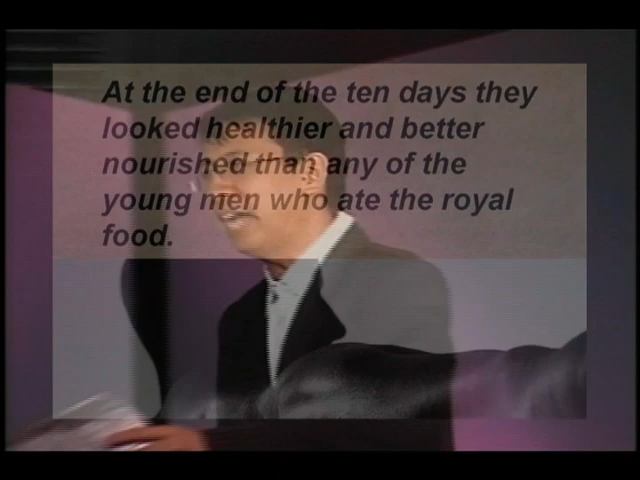 At the end of the ten days they
looked healthier and better
nourished than any of the
young men who ate the royal
food.